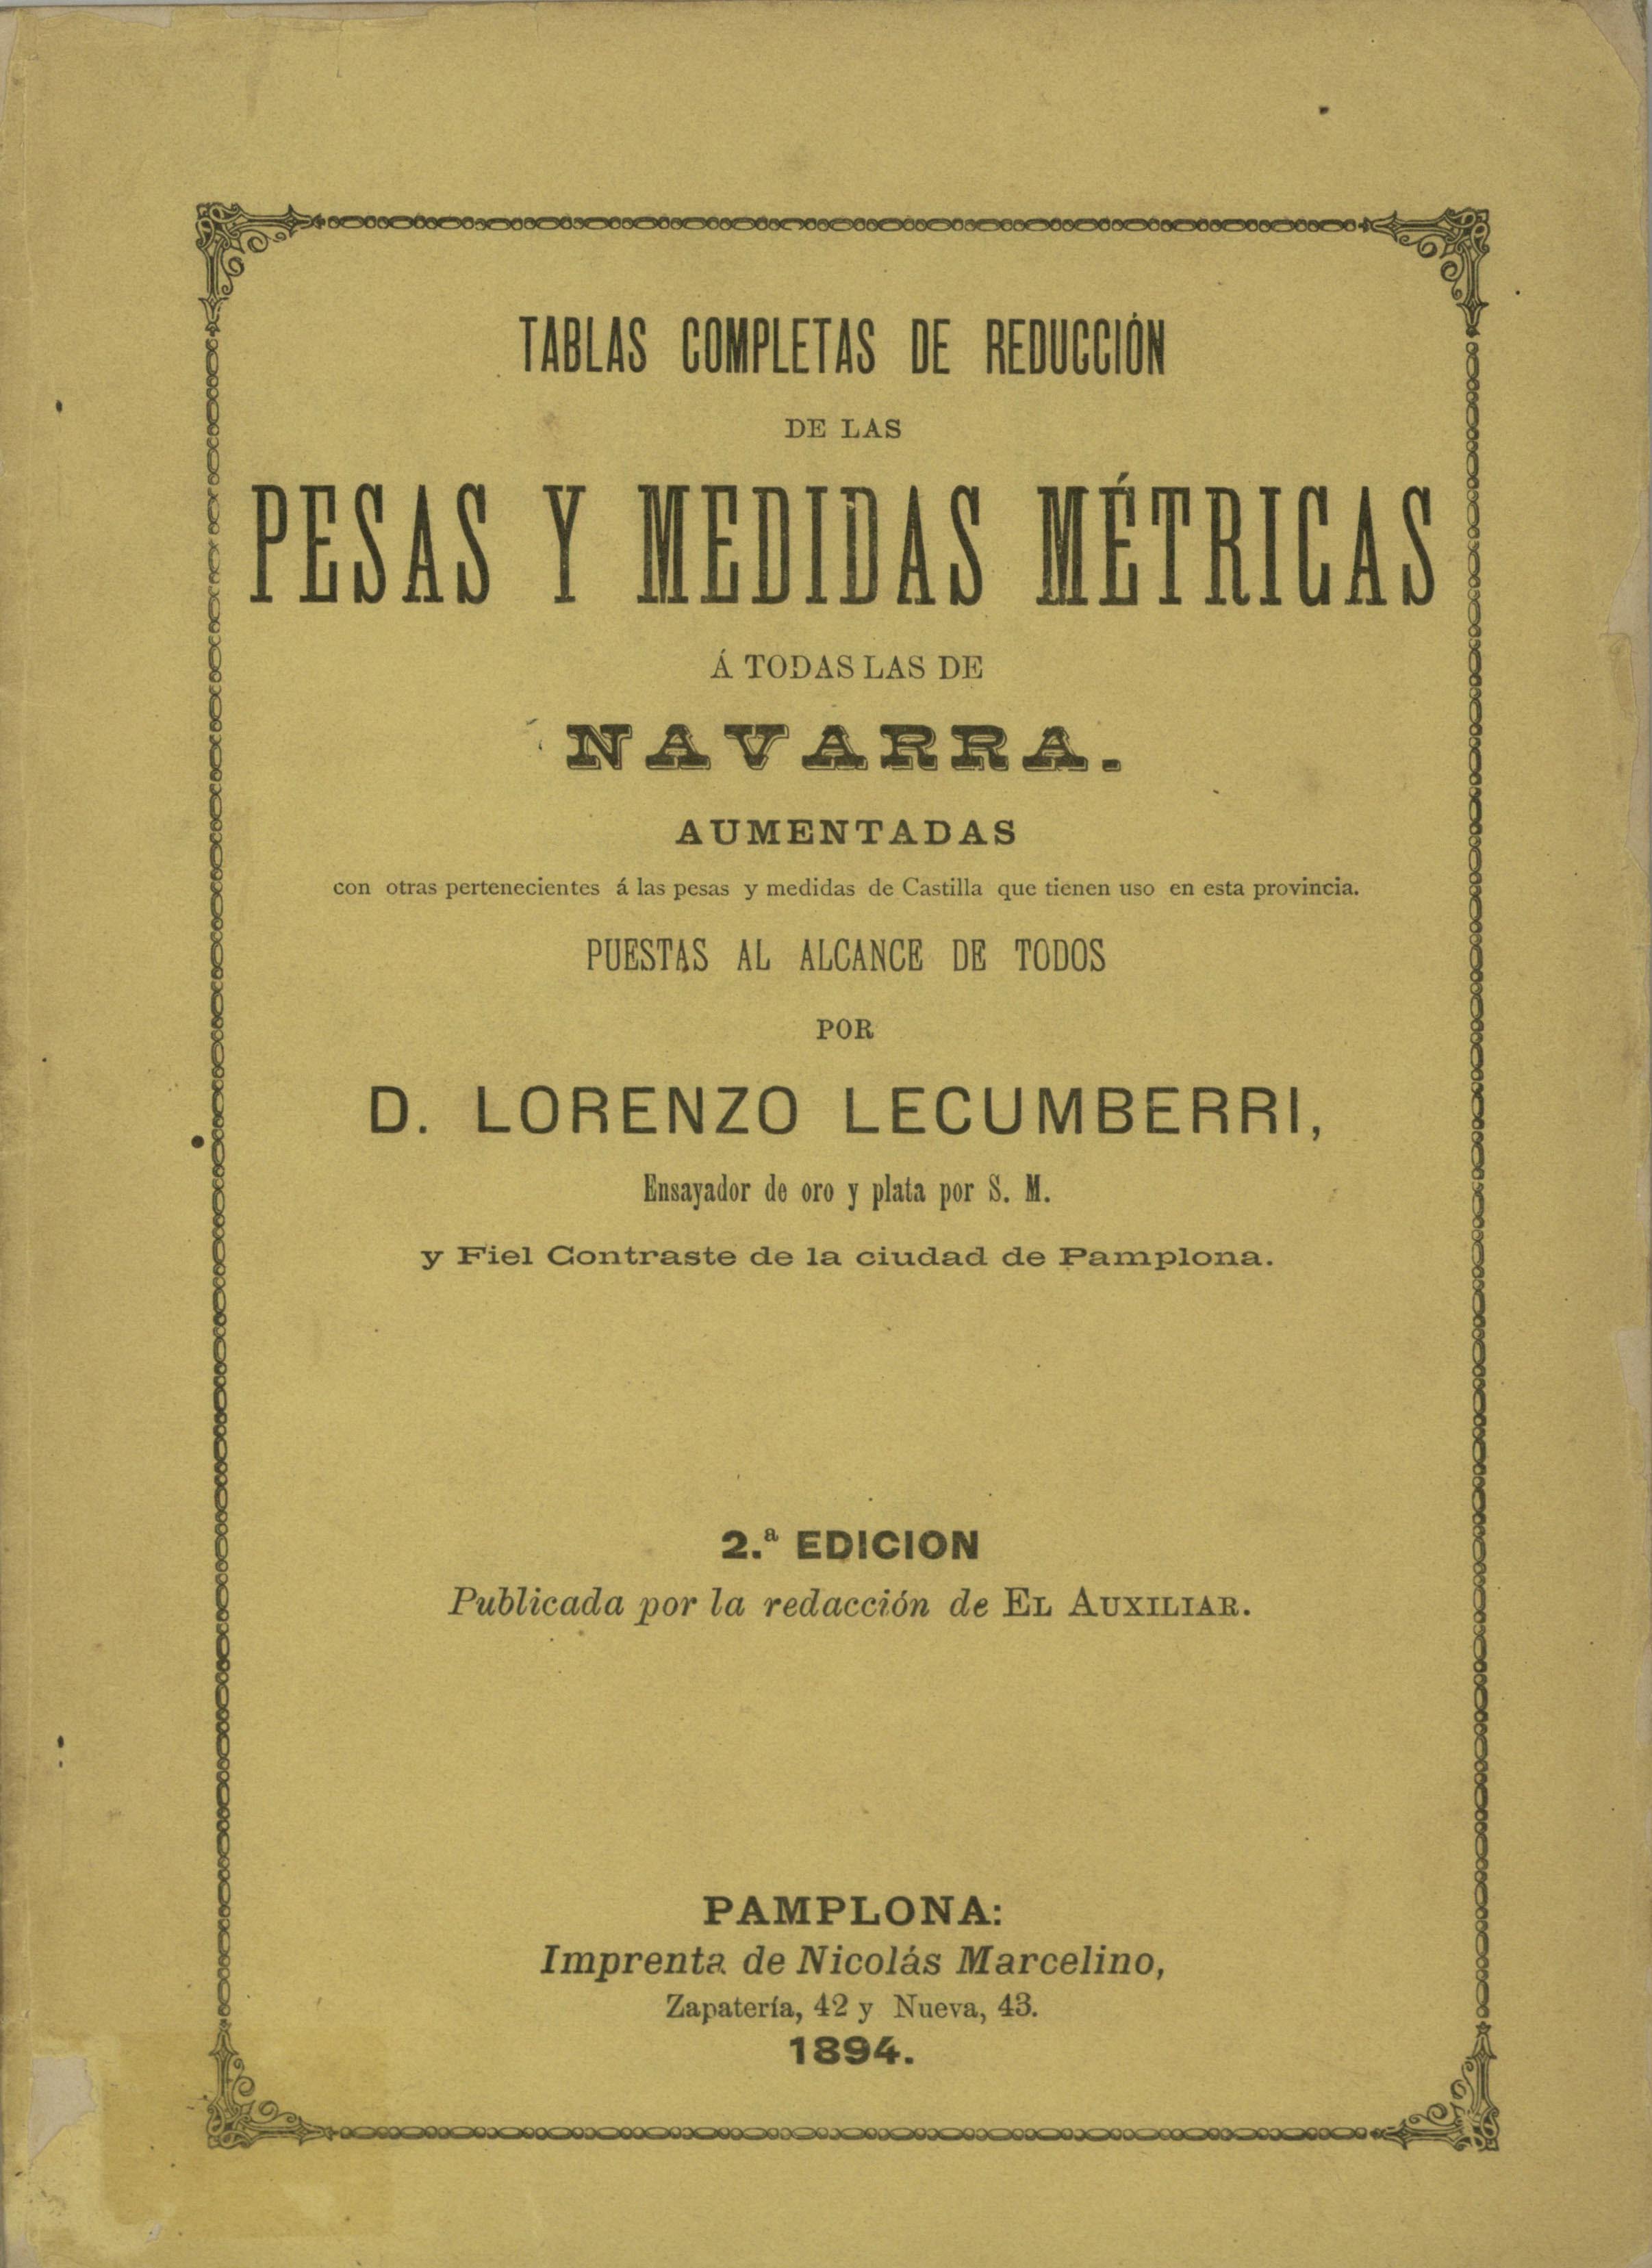 TABLAS COMPLETAS DE REDUCCIÓN
DE LAS
PESAS Y MEDIDAS MÉTRICAS
Á TODAS LAS DE
NAVARRA.
AUMENTADAS
con otras pertenecientes á las pesas y medidas de Castilla que tienen uso en esta provincia.
PUESTAS AL ALCANCE DE TODOS
POR
D. LORENZO LECUMBERRI,
Ensayador de oro y plata por S. M.
y Fiel Contraste de la ciudad de Pamplona.
2.ª EDICION
Publicada por la redacción de EL AUXILIAR.
PAMPLONA:
Imprenta de Nicolás Marcelino,
Zapatería, 42 y Nueva, 43.
1894.